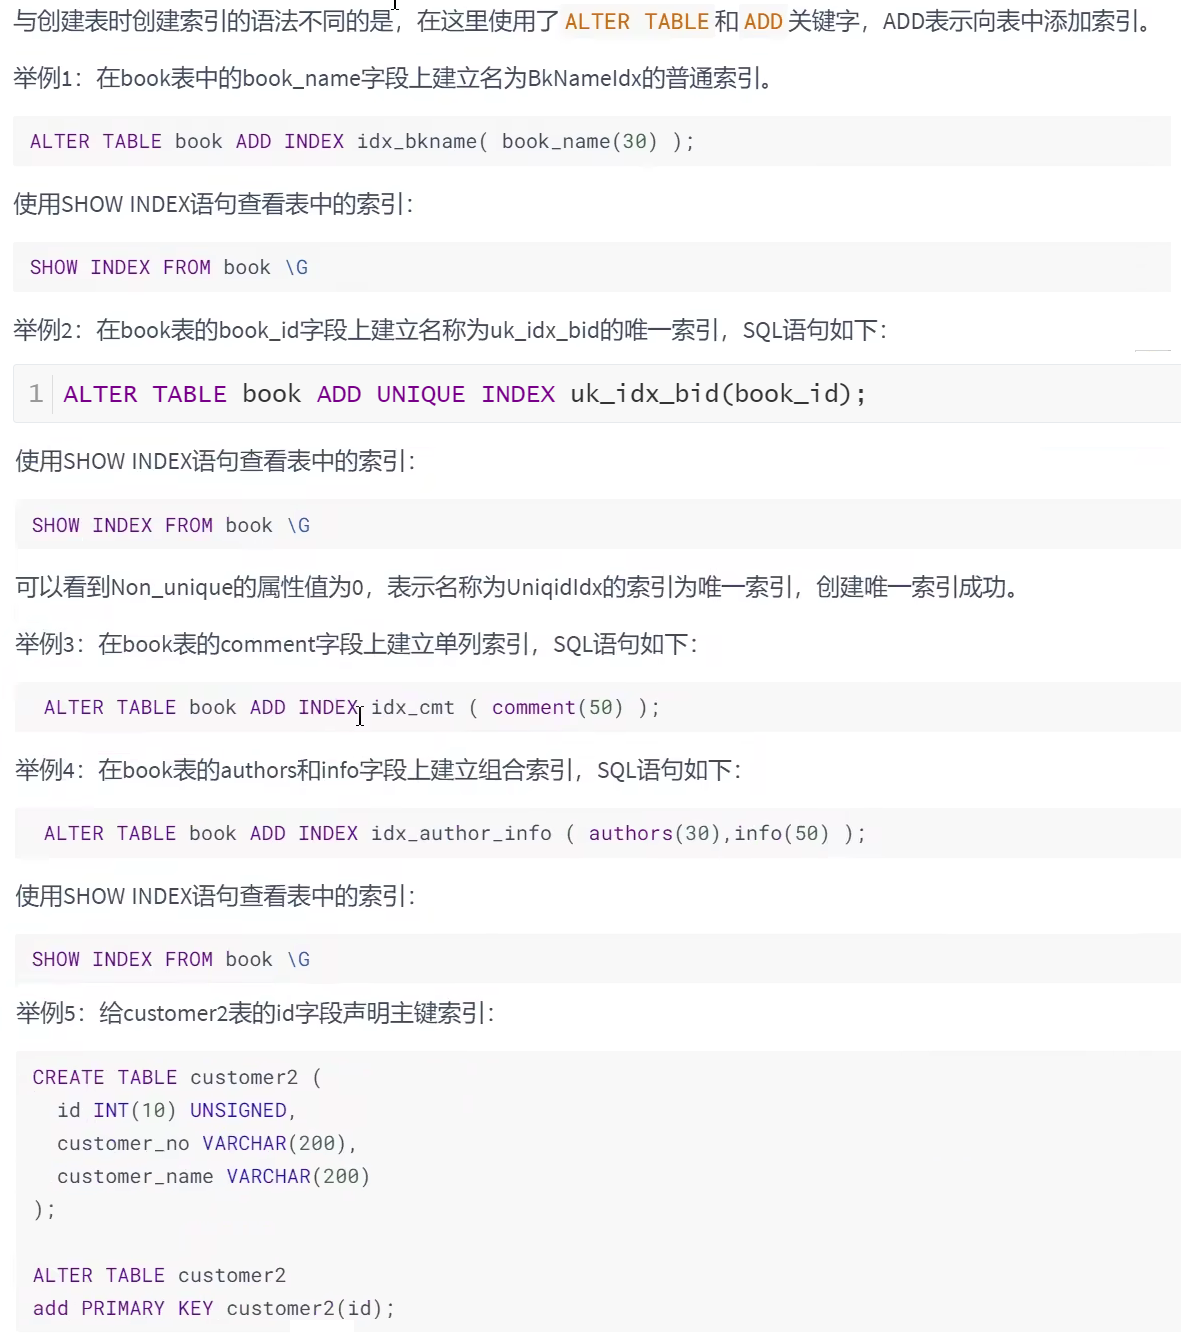 与创建表时创建索引的语法不同的是，在这里使用了 ALTER TABLE 和 ADD 关键字，ADD表示向表中添加索引。
举例1：在book表中的book_name字段上建立名为BkNameIdx的普通索引。
ALTER TABLE book ADD INDEX idx_bkname( book_name(30) );
使用SHOW INDEX语句查看表中的索引：
SHOW INDEX FROM book \G
举例2：在book表的book_id字段上建立名称为uk_idx_bid的唯一索引，SQL语句如下：
1 ALTER TABLE book ADD UNIQUE INDEX uk_idx_bid(book_id);
使用SHOW INDEX语句查看表中的索引：
SHOW INDEX FROM book \G
可以看到Non_unique的属性值为0，表示名称为UniqidIdx的索引为唯一索引，创建唯一索引成功。
举例3：在book表的comment字段上建立单列索引，SQL语句如下：
ALTER TABLE book ADD INDEX idx_cmt ( comment(50) );
举例4：在book表的authors和info字段上建立组合索引，SQL语句如下：
ALTER TABLE book ADD INDEX idx_author_info ( authors(30),info(50) );
使用SHOW INDEX语句查看表中的索引：
SHOW INDEX FROM book \G
举例5：给customer2表的id字段声明主键索引：
CREATE TABLE customer2 (
id INT(10) UNSIGNED,
customer_no VARCHAR(200),
customer_name VARCHAR(200)
);
ALTER TABLE customer2
add PRIMARY KEY customer2(id);